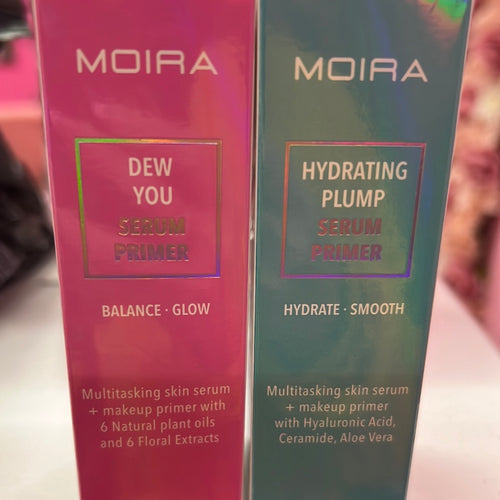 MOIRA
DEW
YOU
SERUM
PRIMER
BALANCE · GLOW
Multitasking skin serum
+ makeup primer with
6 Natural plant oils
and 6 Floral Extracts
MOIRA
HYDRATING
PLUMP
SERUM
PRIMER
HYDRATE · SMOOTH
Multitasking skin serum
+ makeup primer
with Hyaluronic Acid,
Ceramide, Aloe Vera